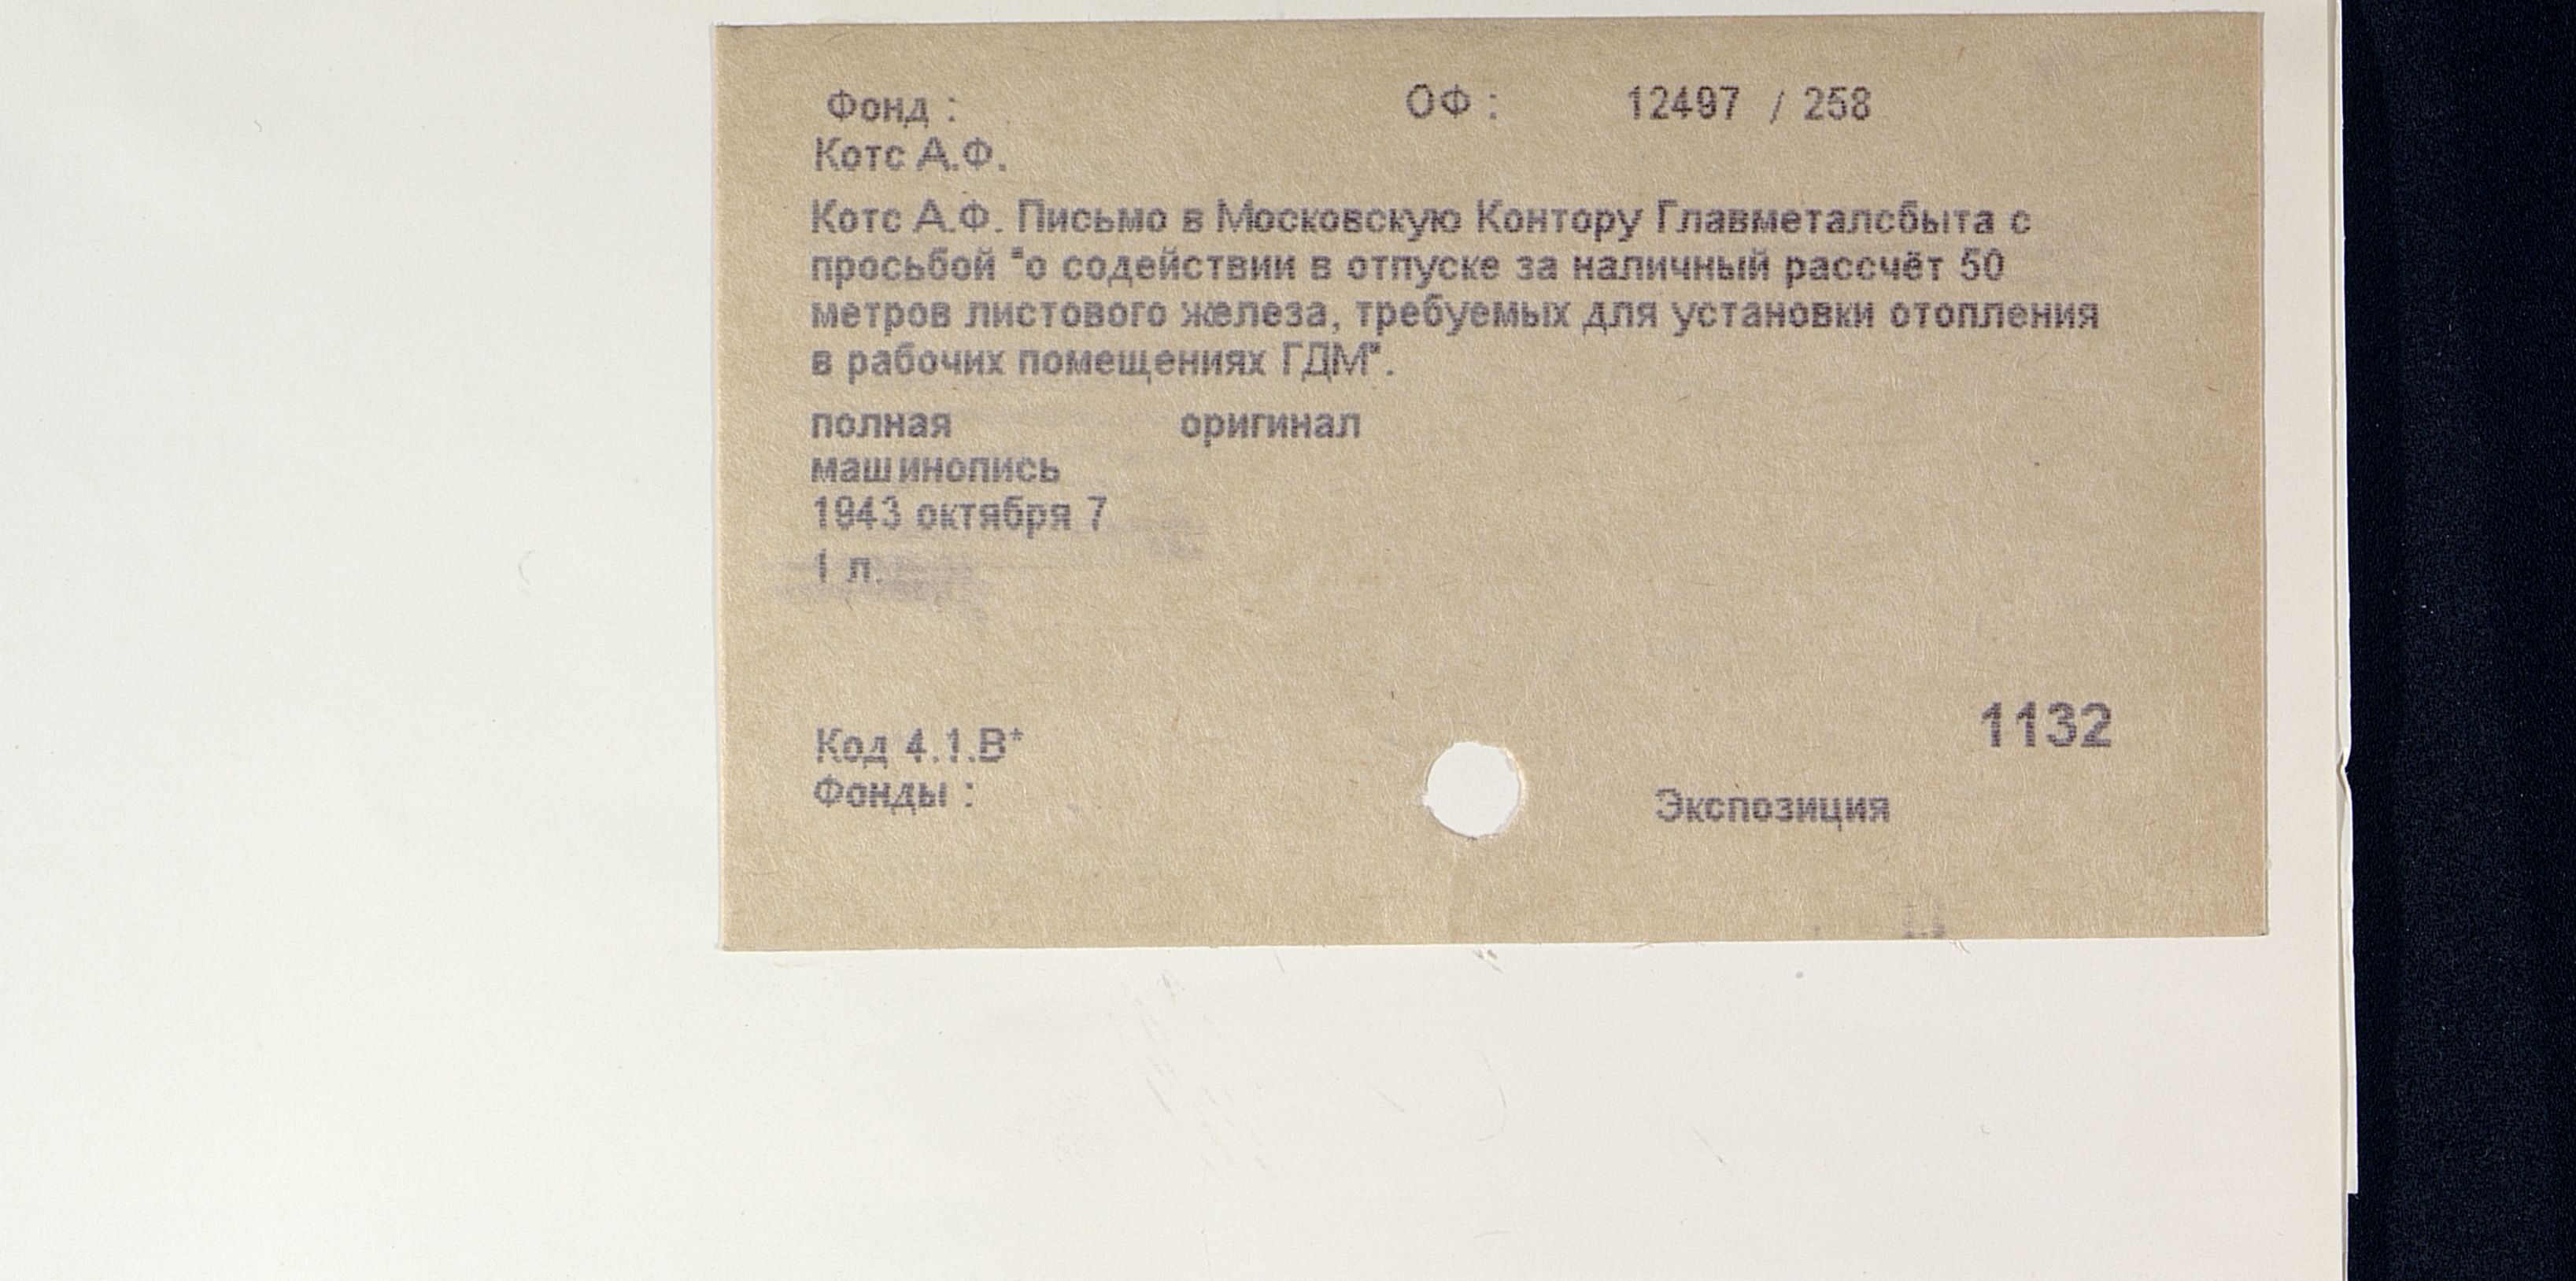 Фонд : ОФ : 12497 / 258
Котс А.Ф.
Котс А.Ф. Письмо в Московскую Контору Главметалсбыта с
просьбой "о содействии в отпуске за наличный рассчёт 50
метров листового железа, требуемых для установки отопления
в рабочих помещениях ГДМ".
полная оригинал
машинопись
1943 октября 7
1 л.
1132
Код 4.1.В*
Фонды : Экспозиция